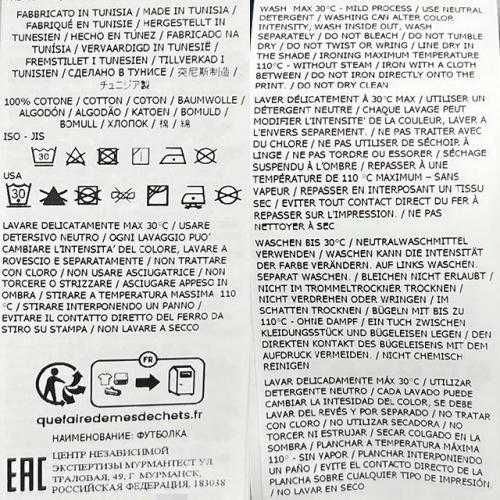 FABBRICATO IN TUNISIA / MADE IN TUNISIA /
FABRIQUÉ EN TUNISIE / HERGESTELLT IN
TUNESIEN / HECHO EN TÚNEZ / FABRICADO NA
TUNÍSIA / VERVAARDIGD IN TUNESIË /
FREMSTILLET I TUNESIEN / TILLVERKAD I
TUNISIEN / СДЕЛАНО В ТУНИСЕ / 突尼斯制造 /
チュニジア製
100% COTONE / COTTON / COTON / BAUMWOLLE /
ALGODÓN / ALGODÃO / KATOEN / BOMULD /
BOMULL / ХЛОПОК / 棉 / 綿
ISO - JIS
30
USA
30
LAVARE DELICATAMENTE MAX 30°C / USARE
DETERSIVO NEUTRO / OGNI LAVAGGIO PUO'
CAMBIARE L'INTENSITA' DEL COLORE, LAVARE A
ROVESCIO E SEPARATAMENTE / NON TRATTARE
CON CLORO / NON USARE ASCIUGATRICE / NON
TORCERE O STRIZZARE / ASCIUGARE APPESO IN
OMBRA / STIRARE A TEMPERATURA MASSIMA 110
°C / STIRARE INTERPONENDO UN PANNO /
EVITARE IL CONTATTO DIRETTO DEL FERRO DA
STIRO SU STAMPA / NON LAVARE A SECCO
FR
quefairedemesdechets.fr
НАИМЕНОВАНИЕ: ФУТБОЛКА
EAC
ЦЕНТР НЕЗАВИСИМОЙ
ЭКСПЕРТИЗЫ МУРМАНТЕСТ УЛ.
ТРАЛОВАЯ, 49, Г. МУРМАНСК,
РОССИЙСКАЯ ФЕДЕРАЦИЯ, 183038
WASH MAX 30°C - MILD PROCESS / USE NEUTRAL
DETERGENT / WASHING CAN ALTER COLOR
INTENSITY, WASH INSIDE OUT, WASH
SEPARATELY / DO NOT BLEACH / DO NOT TUMBLE
DRY / DO NOT TWIST OR WRING / LINE DRY IN
THE SHADE / IRONING MAXIMUM TEMPERATURE
110°C - WITHOUT STEAM / IRON WITH A CLOTH
BETWEEN / DO NOT IRON DIRECTLY ONTO THE
PRINT. / DO NOT DRY CLEAN
LAVER DÉLICATEMENT À 30°C MAX / UTILISER UN
DÉTERGENT NEUTRE / CHAQUE LAVAGE PEUT
MODIFIER L'INTENSITE' DE LA COULEUR, LAVER A
L'ENVERS SEPAREMENT. / NE PAS TRAITER AVEC
DU CHLORE / NE PAS UTILISER DE SÉCHOIR À
LINGE / NE PAS TORDRE OU ESSORER / SÉCHAGE
SUSPENDU À L'OMBRE / REPASSER À UNE
TEMPÉRATURE DE 110 °C MAXIMUM – SANS
VAPEUR / REPASSER EN INTERPOSANT UN TISSU
SEC / EVITER TOUT CONTACT DIRECT DU FER À
REPASSER SUR L'IMPRESSION. / NE PAS
NETTOYER À SEC
WASCHEN BIS 30°C / NEUTRALWASCHMITTEL
VERWENDEN / WASCHEN KANN DIE INTENSITÄT
DER FARBE VERÄNDERN. AUF LINKS WASCHEN.
SEPARAT WASCHEN. / BLEICHEN NICHT ERLAUBT /
NICHT IM TROMMELTROCKNER TROCKNEN /
NICHT VERDREHEN ODER WRINGEN / IM
SCHATTEN TROCKNEN / BÜGELN MIT BIS ZU
110°C - OHNE DAMPF / EIN TUCH ZWISCHEN
KLEIDUNGSSTÜCK UND BÜGELEISEN LEGEN / DEN
DIREKTEN KONTAKT DES BÜGELEISENS MIT DEM
AUFDRUCK VERMEIDEN. / NICHT CHEMISCH
REINIGEN
LAVAR DELICADAMENTE MÁX 30°C / UTILIZAR
DETERGENTE NEUTRO / CADA LAVADO PUEDE
CAMBIAR LA INTESIDAD DEL COLOR, SE DEBE
LAVAR DEL REVÉS Y POR SEPARADO / NO TRATAR
CON CLORO / NO UTILIZAR SECADORA / NO
TORCER NI ESTRUJAR / SECAR COLGADO EN LA
SOMBRA / PLANCHAR A TEMPERATURA MÁXIMA
110° - SIN VAPOR / PLANCHAR INTERPONIENDO
UN PAÑO / EVITE EL CONTACTO DIRECTO DE LA
PLANCHA SOBRE CUALQUIER TIPO DE IMPRESIÓN.
/ NO LAVAR EN SECO